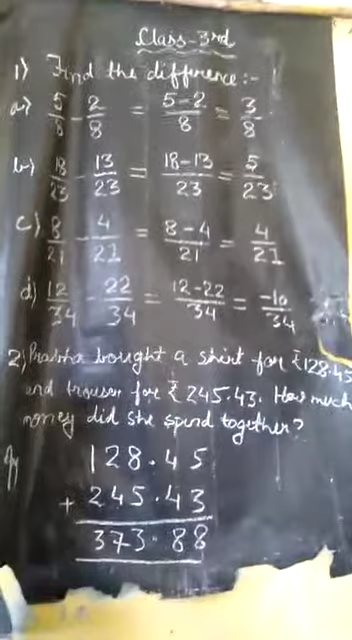 Class-3rd
1) Find the difference:-
a) 5/8 - 2/8 = 5-2/8 = 3/8
b) 18/23 - 13/23 = 18-13/23 = 5/23
c) 8/21 - 4/21 = 8-4/21 = 4/21
d) 12/34 - 22/34 = 12-22/34 = -10/34
2) Prabha bought a shirt for ₹128.45
and trouser for ₹245.43. How much
money did she spend together?
128.45
+ 245.43
373.88